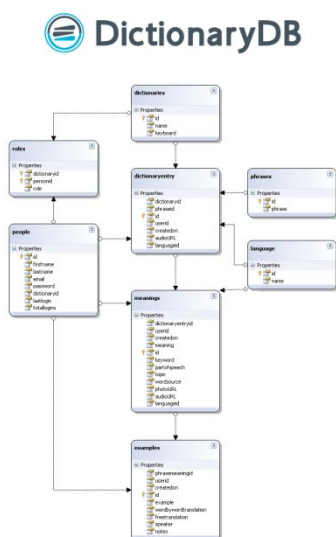 DictionaryDB
dictionaries
Properties
id
name
keyboard
roles
Properties
dictionaryid
personid
role
dictionaryentry
Properties
dictionaryid
phraseid
id
userid
createdon
audioURL
languageid
phrases
Properties
id
phrase
people
Properties
id
firstname
lastname
email
password
dictionaryid
lastlogin
totallogins
language
Properties
id
name
meanings
Properties
dictionaryentryid
userid
createdon
meaning
id
keyword
partofspeech
topic
wordsource
photoURL
audioURL
languageid
examples
Properties
phrasemeaningid
userid
createdon
id
example
wordbywordtranslation
freetranslation
speaker
notes